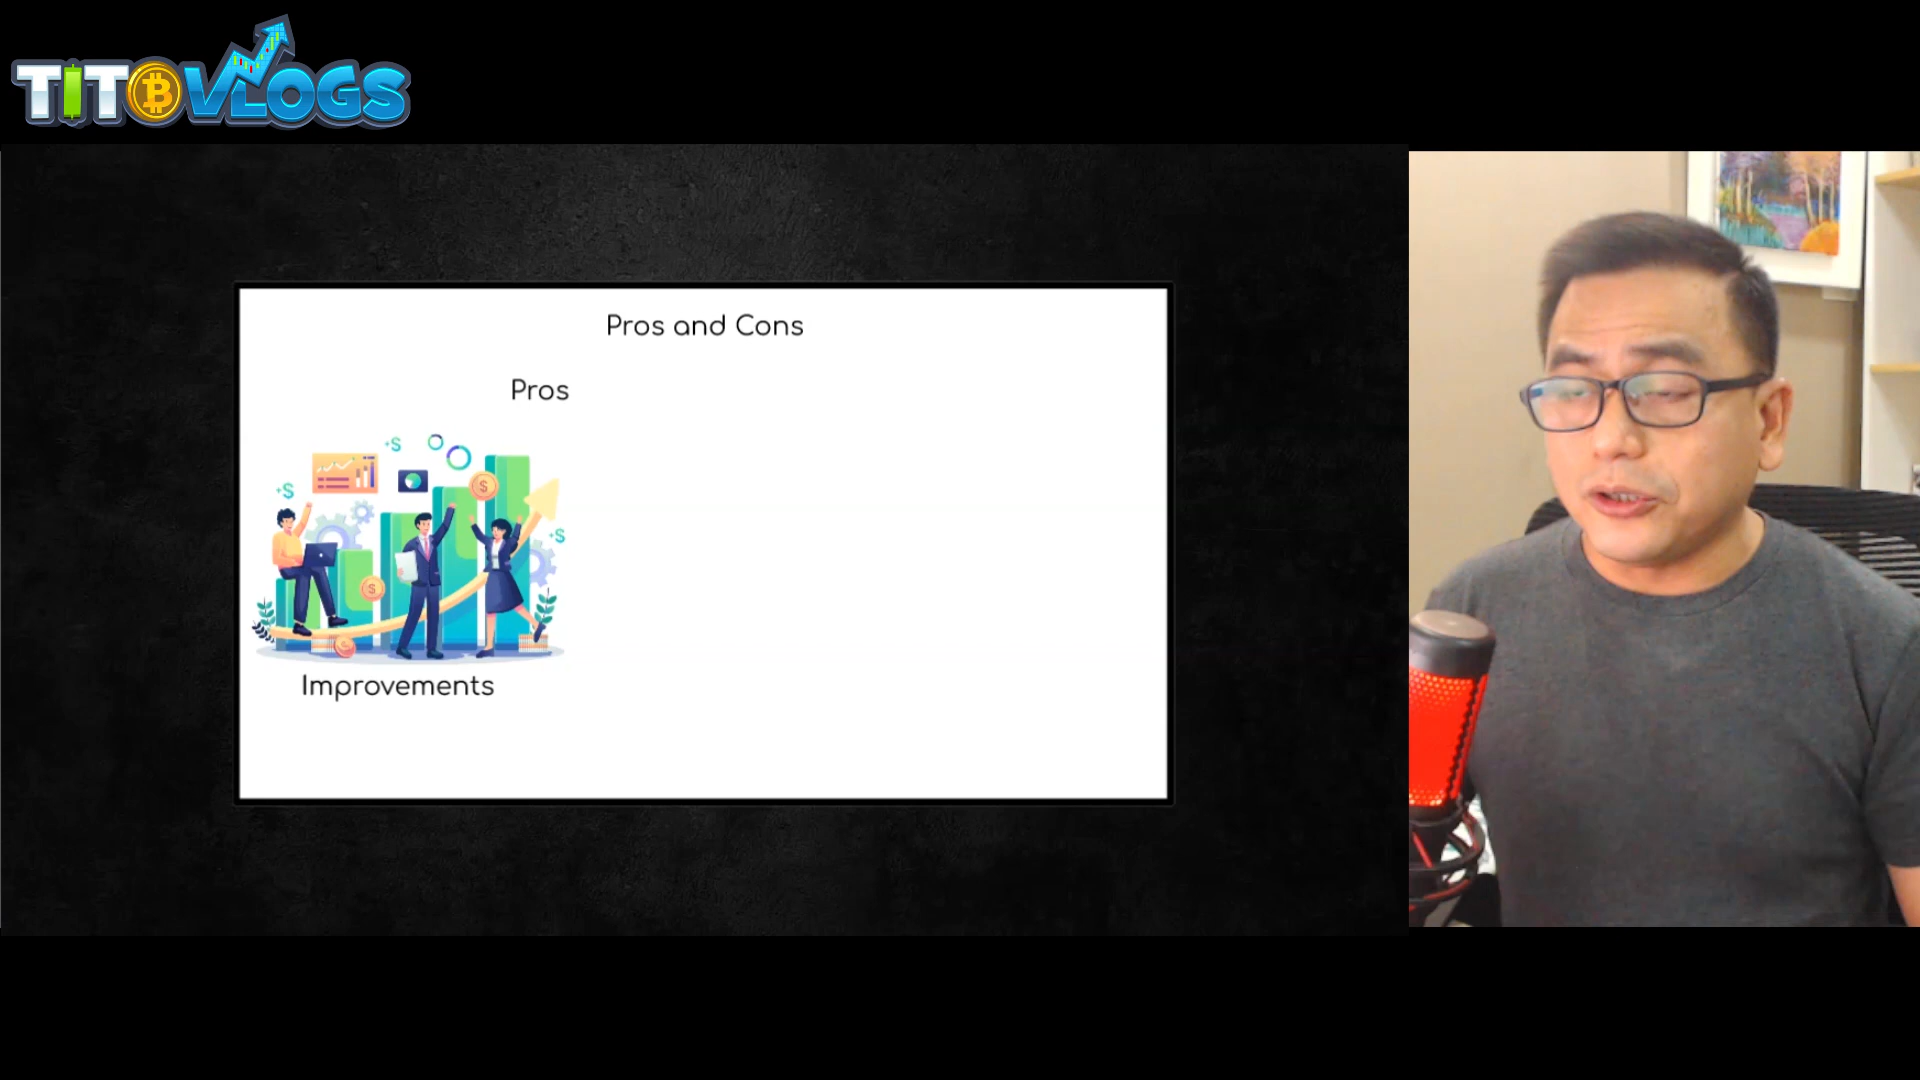 TITOVLOGS
Pros and Cons
Pros
+$
+$
+$
$
$
Improvements